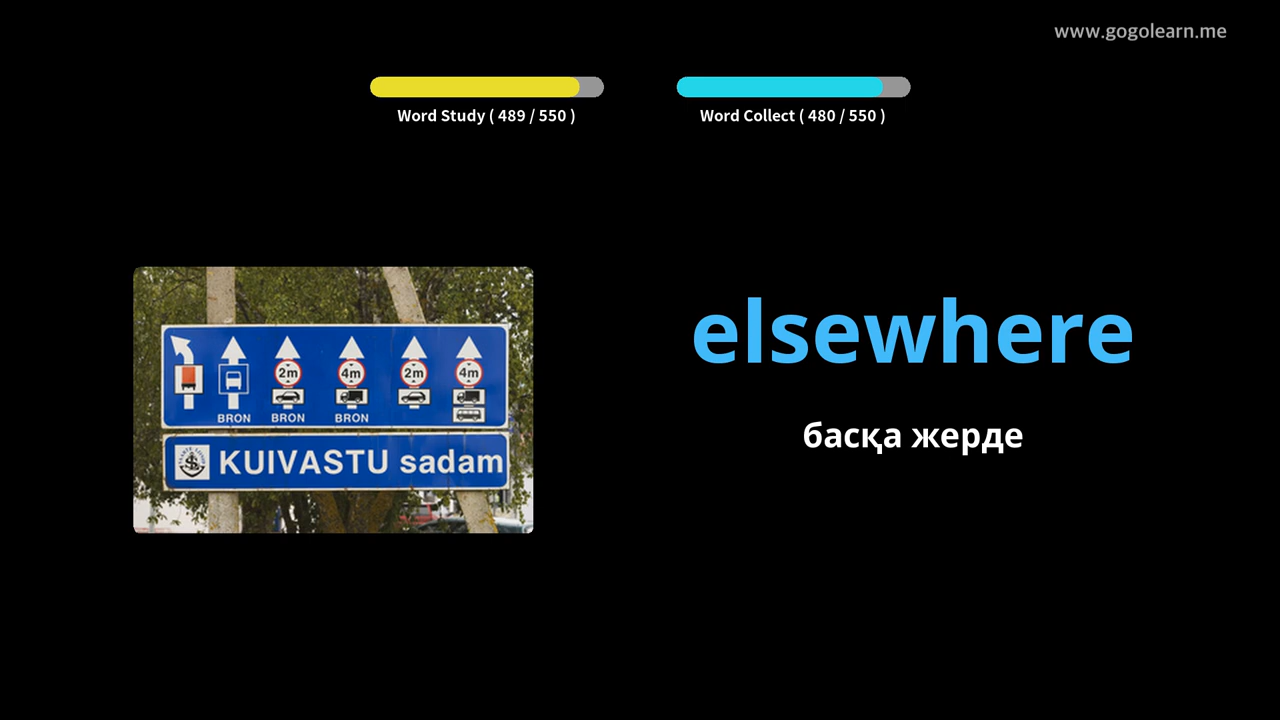 www.gogolearn.me
Word Study ( 489 / 550 )
Word Collect ( 480 / 550 )
elsewhere
басқа жерде
2m 4m 2m 4m
BRON BRON BRON
KUIVASTU sadam